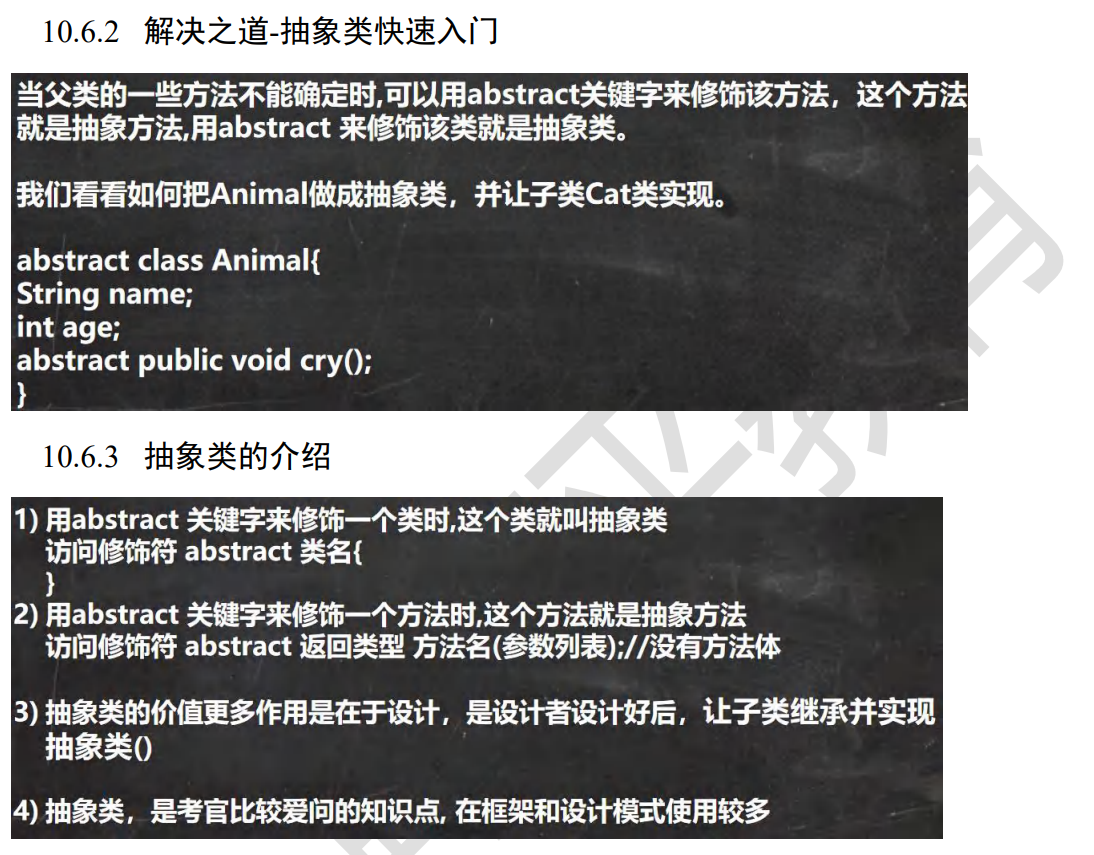 10.6.2 解决之道-抽象类快速入门
当父类的一些方法不能确定时,可以用abstract关键字来修饰该方法，这个方法
就是抽象方法,用abstract 来修饰该类就是抽象类。
我们看看如何把Animal做成抽象类，并让子类Cat类实现。
abstract class Animal{
String name;
int age;
abstract public void cry();
}
10.6.3 抽象类的介绍
1) 用abstract 关键字来修饰一个类时,这个类就叫抽象类
访问修饰符 abstract 类名{
}
2) 用abstract 关键字来修饰一个方法时,这个方法就是抽象方法
访问修饰符 abstract 返回类型 方法名(参数列表);//没有方法体
3) 抽象类的价值更多作用是在于设计，是设计者设计好后，让子类继承并实现
抽象类()
4) 抽象类，是考官比较爱问的知识点, 在框架和设计模式使用较多